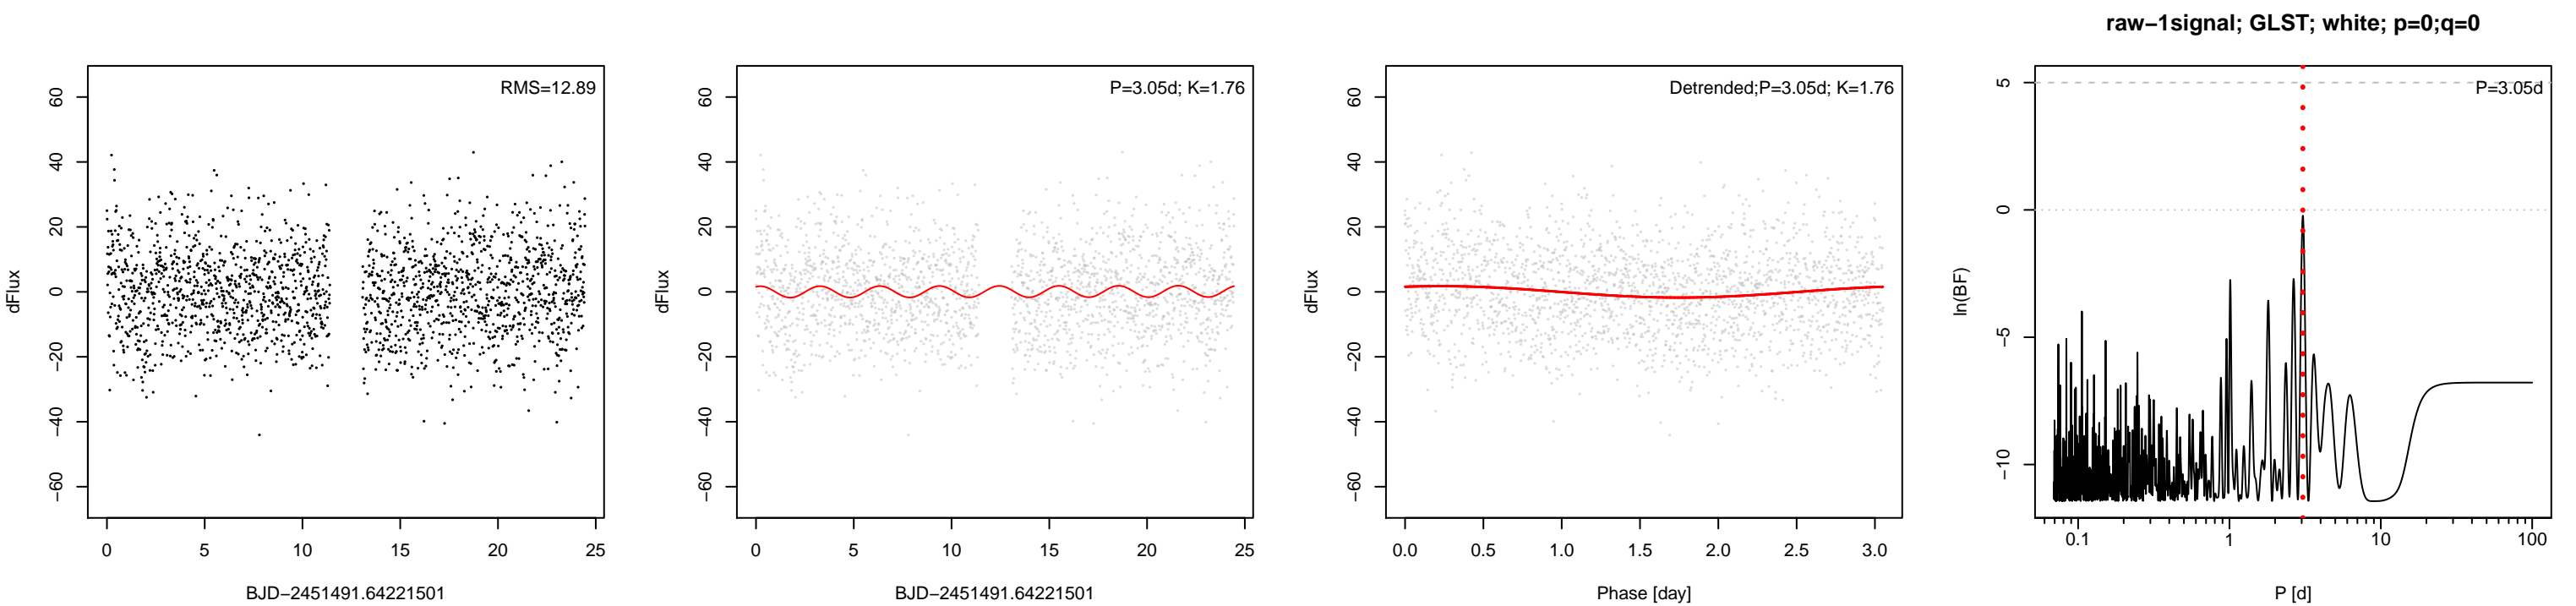 raw−1signal; GLST; white; p=0;q=0
RMS=12.89
dFlux
60
40
20
0
−20
−40
−60
0 5 10 15 20 25
BJD−2451491.64221501
P=3.05d; K=1.76
dFlux
60
40
20
0
−20
−40
−60
0 5 10 15 20 25
BJD−2451491.64221501
Detrended;P=3.05d; K=1.76
dFlux
60
40
20
0
−20
−40
−60
0.0 0.5 1.0 1.5 2.0 2.5 3.0
Phase [day]
P=3.05d
ln(BF)
5
0
−5
−10
0.1 1 10 100
P [d]